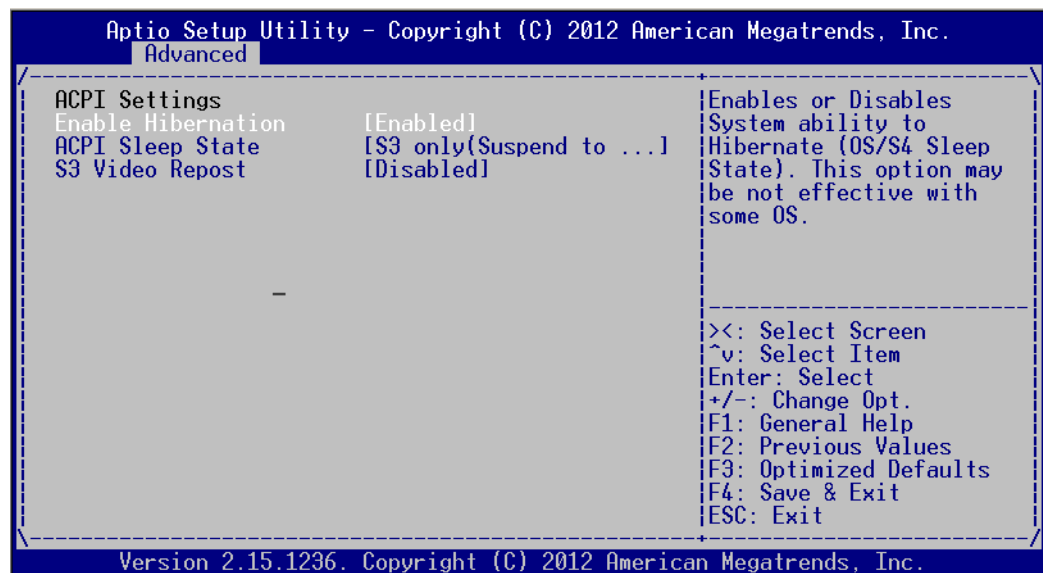 Aptio Setup Utility – Copyright (C) 2012 American Megatrends, Inc.
Advanced
ACPI Settings
Enable Hibernation [Enabled]
ACPI Sleep State [S3 only(Suspend to ...]
S3 Video Repost [Disabled]
Enables or Disables
System ability to
Hibernate (OS/S4 Sleep
State). This option may
be not effective with
some OS.
><: Select Screen
^v: Select Item
Enter: Select
+/-: Change Opt.
F1: General Help
F2: Previous Values
F3: Optimized Defaults
F4: Save & Exit
ESC: Exit
Version 2.15.1236. Copyright (C) 2012 American Megatrends, Inc.